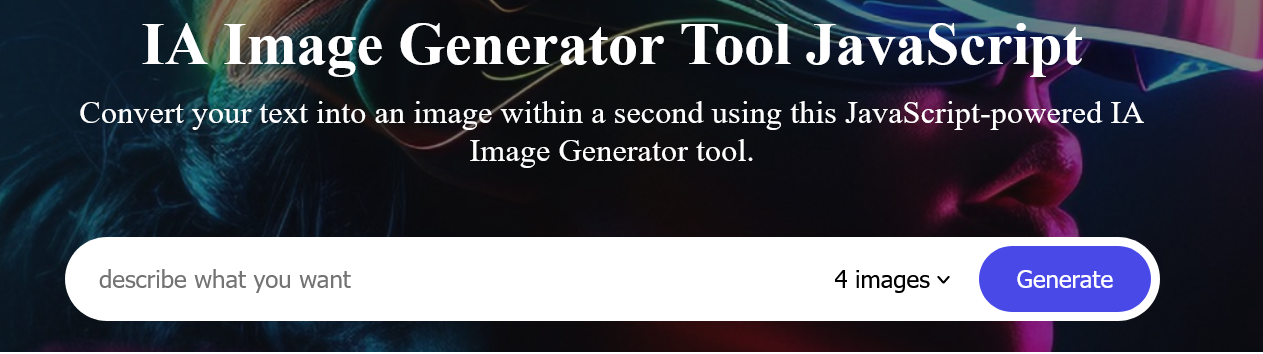 IA Image Generator Tool JavaScript
Convert your text into an image within a second using this JavaScript-powered IA
Image Generator tool.
describe what you want
4 images
Generate